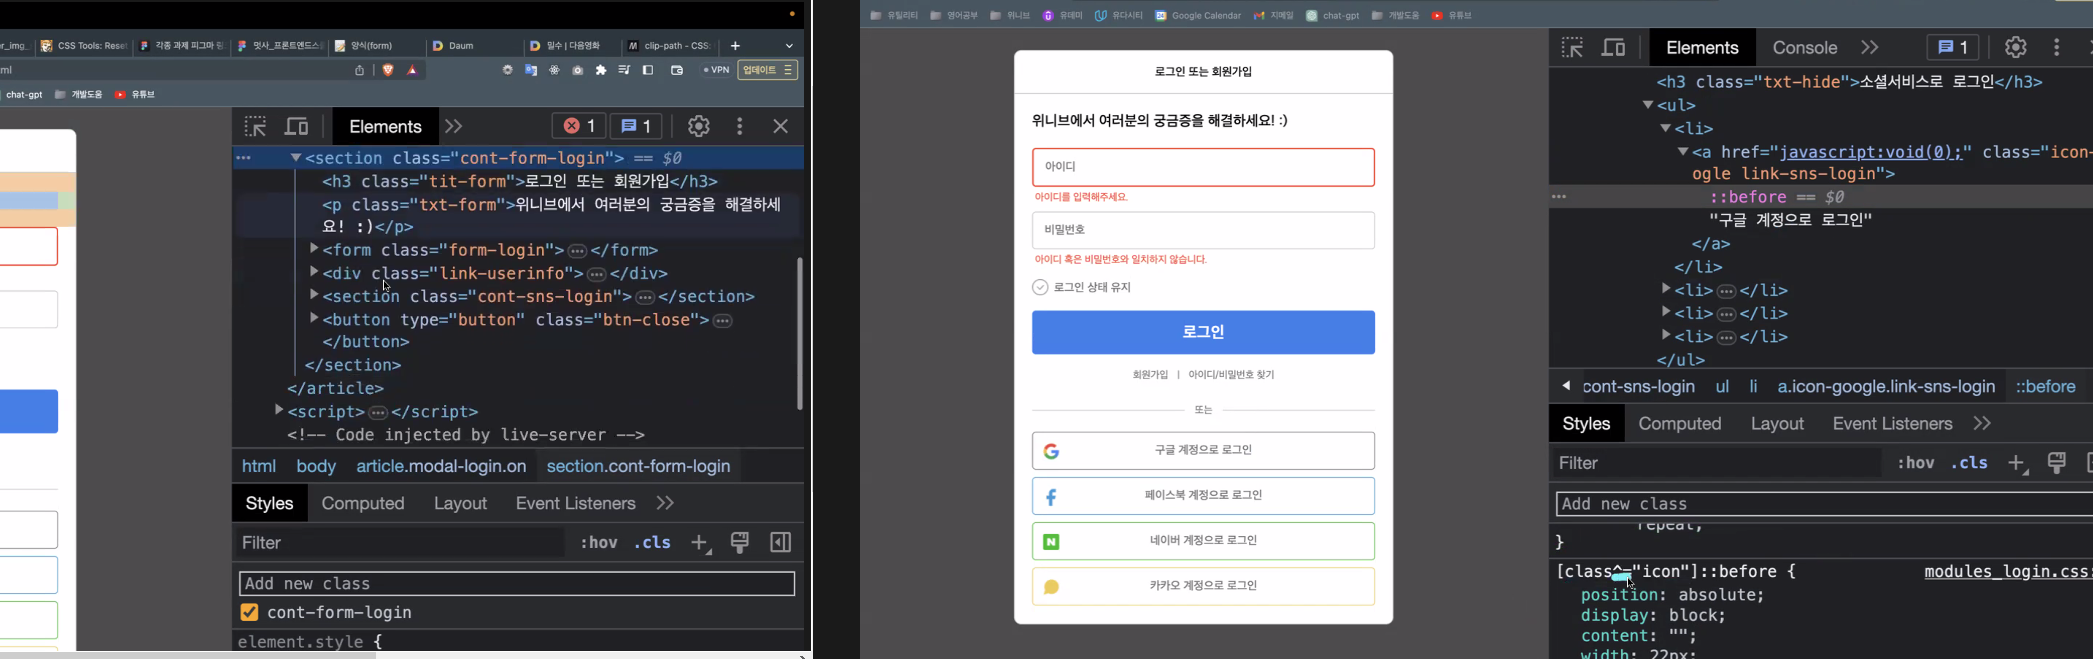 er_img_ CSS Tools: Reset 각종 과제 피그마 링 멋사_프론트엔드스 양식(form) Daum 밀수 | 다음영화 clip-path - CSS:
ml VPN 업데이트
chat-gpt 개발도움 유튜브
Elements 1 1
<section class="cont-form-login"> == $0
<h3 class="tit-form">로그인 또는 회원가입</h3>
<p class="txt-form">위니브에서 여러분의 궁금증을 해결하세
요! :)</p>
<form class="form-login"> </form>
<div class="link-userinfo"> </div>
<section class="cont-sns-login"> </section>
<button type="button" class="btn-close">
</button>
</section>
</article>
<script> </script>
<!-- Code injected by live-server -->
html body article.modal-login.on section.cont-form-login
Styles Computed Layout Event Listeners
Filter :hov .cls
Add new class
cont-form-login
element.style {
유틸리티 영어공부 위니브 유데미 유다시티 Google Calendar 지메일 chat-gpt 개발도움 유튜브
로그인 또는 회원가입
위니브에서 여러분의 궁금증을 해결하세요! :)
아이디
아이디를 입력해주세요.
비밀번호
아이디 혹은 비밀번호와 일치하지 않습니다.
로그인 상태 유지
로그인
회원가입 | 아이디/비밀번호 찾기
또는
구글 계정으로 로그인
페이스북 계정으로 로그인
N 네이버 계정으로 로그인
카카오 계정으로 로그인
Elements Console 1
<h3 class="txt-hide">소셜서비스로 로그인</h3>
<ul>
<li>
<a href="javascript:void(0);" class="icon-
ogle link-sns-login">
::before == $0
"구글 계정으로 로그인"
</a>
</li>
<li> </li>
<li> </li>
<li> </li>
</ul>
cont-sns-login ul li a.icon-google.link-sns-login ::before
Styles Computed Layout Event Listeners
Filter :hov .cls
Add new class
repeat;
}
[class^="icon"]::before { modules_login.css:
position: absolute;
display: block;
content: "";
width: 22px;